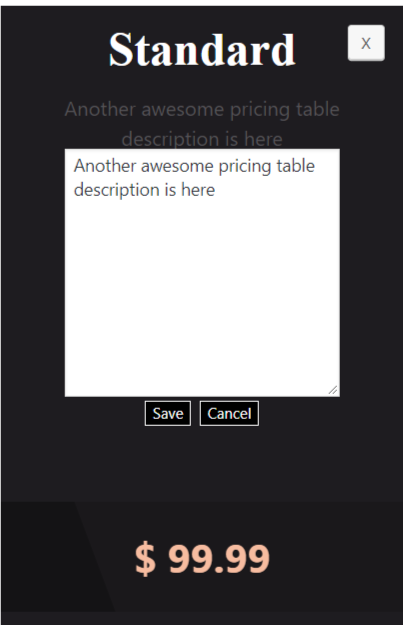 Standard
X
Another awesome pricing table
description is here
Another awesome pricing table
description is here
Save
Cancel
$ 99.99